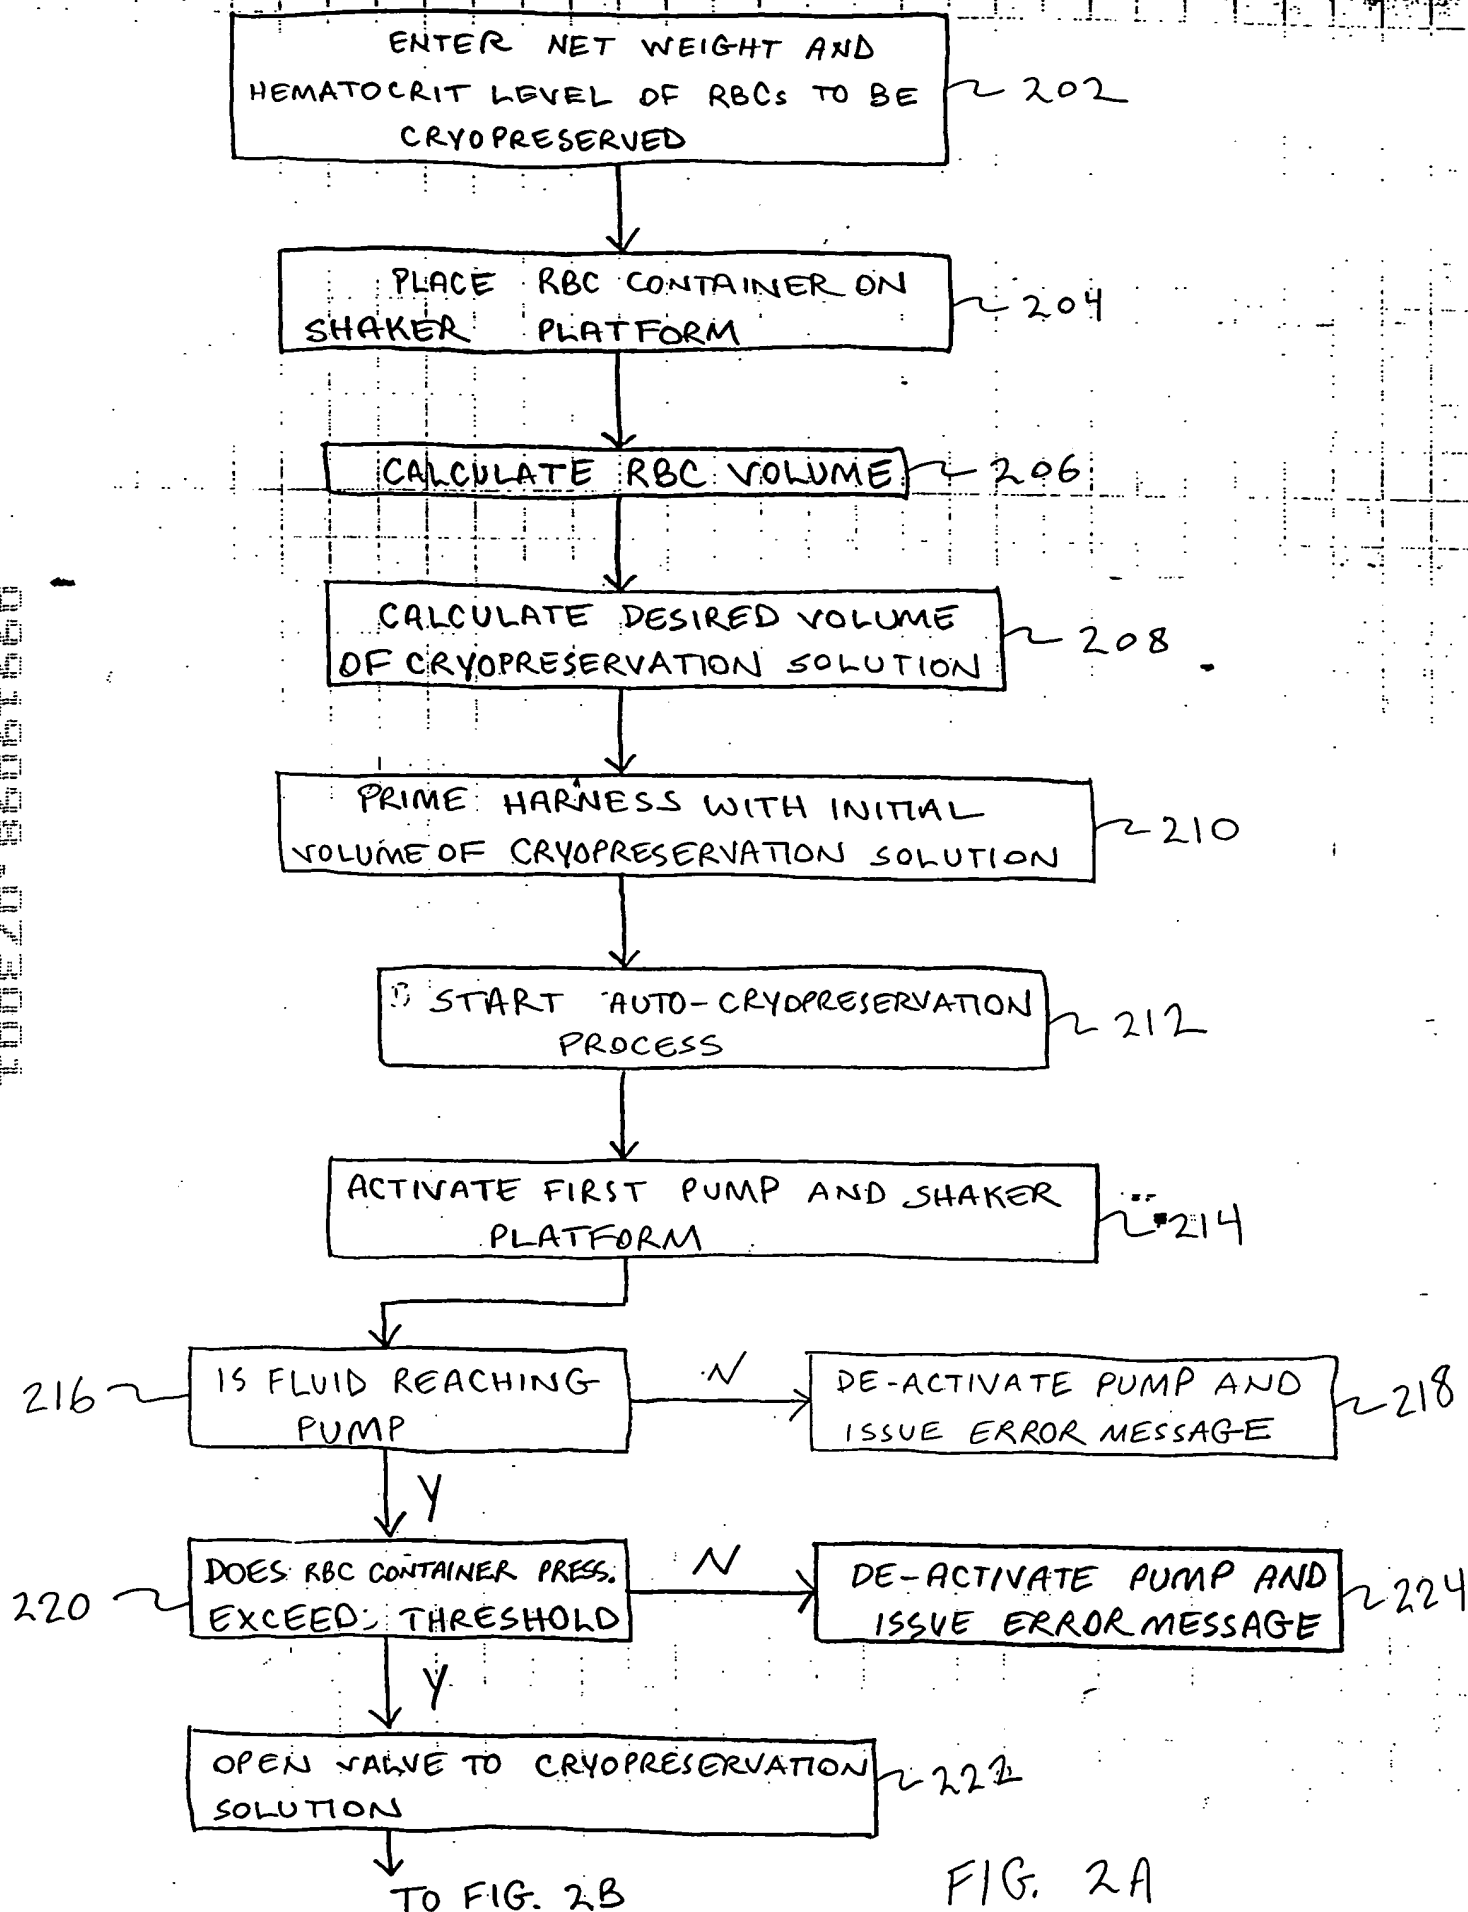 ENTER NET WEIGHT AND
HEMATOCRIT LEVEL OF RBCs TO BE
CRYOPRESERVED
202
PLACE RBC CONTAINER ON
SHAKER PLATFORM
204
CALCULATE RBC VOLUME
206
CALCULATE DESIRED VOLUME
OF CRYOPRESERVATION SOLUTION
208
PRIME HARNESS WITH INITIAL
VOLUME OF CRYOPRESERVATION SOLUTION
210
START AUTO-CRYOPRESERVATION
PROCESS
212
ACTIVATE FIRST PUMP AND SHAKER
PLATFORM
214
216
IS FLUID REACHING
PUMP
N
DE-ACTIVATE PUMP AND
ISSUE ERROR MESSAGE
218
Y
220
DOES RBC CONTAINER PRESS.
EXCEED THRESHOLD
N
DE-ACTIVATE PUMP AND
ISSUE ERROR MESSAGE
224
Y
OPEN VALVE TO CRYOPRESERVATION
SOLUTION
222
TO FIG. 2B
FIG. 2A